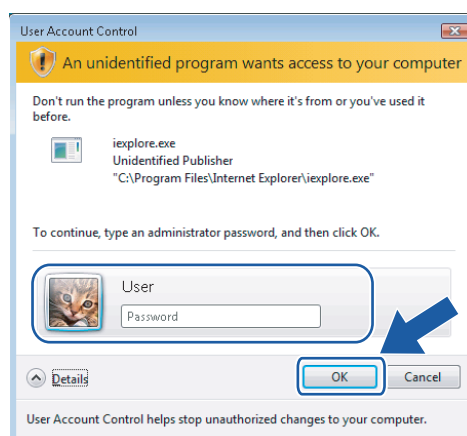 User Account Control
An unidentified program wants access to your computer
Don't run the program unless you know where it's from or you've used it
before.
iexplore.exe
Unidentified Publisher
"C:\Program Files\Internet Explorer\iexplore.exe"
To continue, type an administrator password, and then click OK.
User
Password
Details
OK
Cancel
User Account Control helps stop unauthorized changes to your computer.